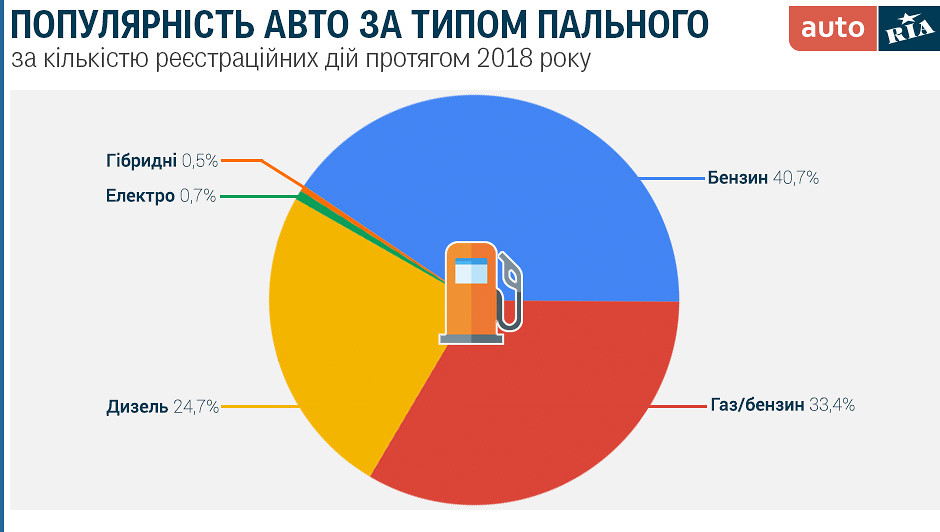 ПОПУЛЯРНІСТЬ АВТО ЗА ТИПОМ ПАЛЬНОГО
за кількістю реєстраційних дій протягом 2018 року
auto RIA
Гібридні 0,5%
Електро 0,7%
Бензин 40,7%
Дизель 24,7%
Газ/бензин 33,4%